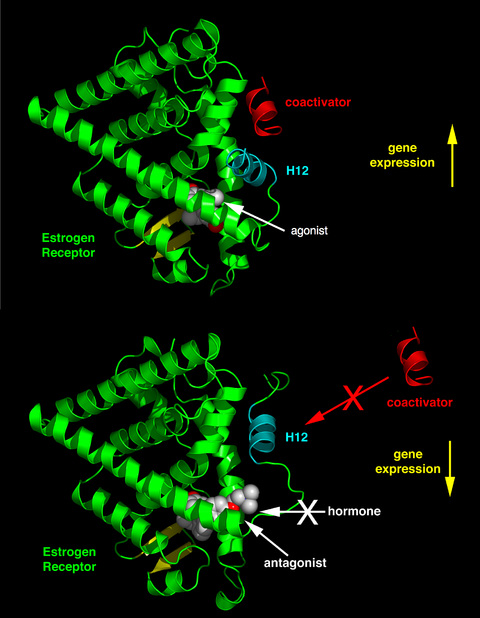 coactivator
gene
expression
H12
Estrogen
Receptor
agonist
coactivator
H12
gene
expression
hormone
Estrogen
Receptor
antagonist